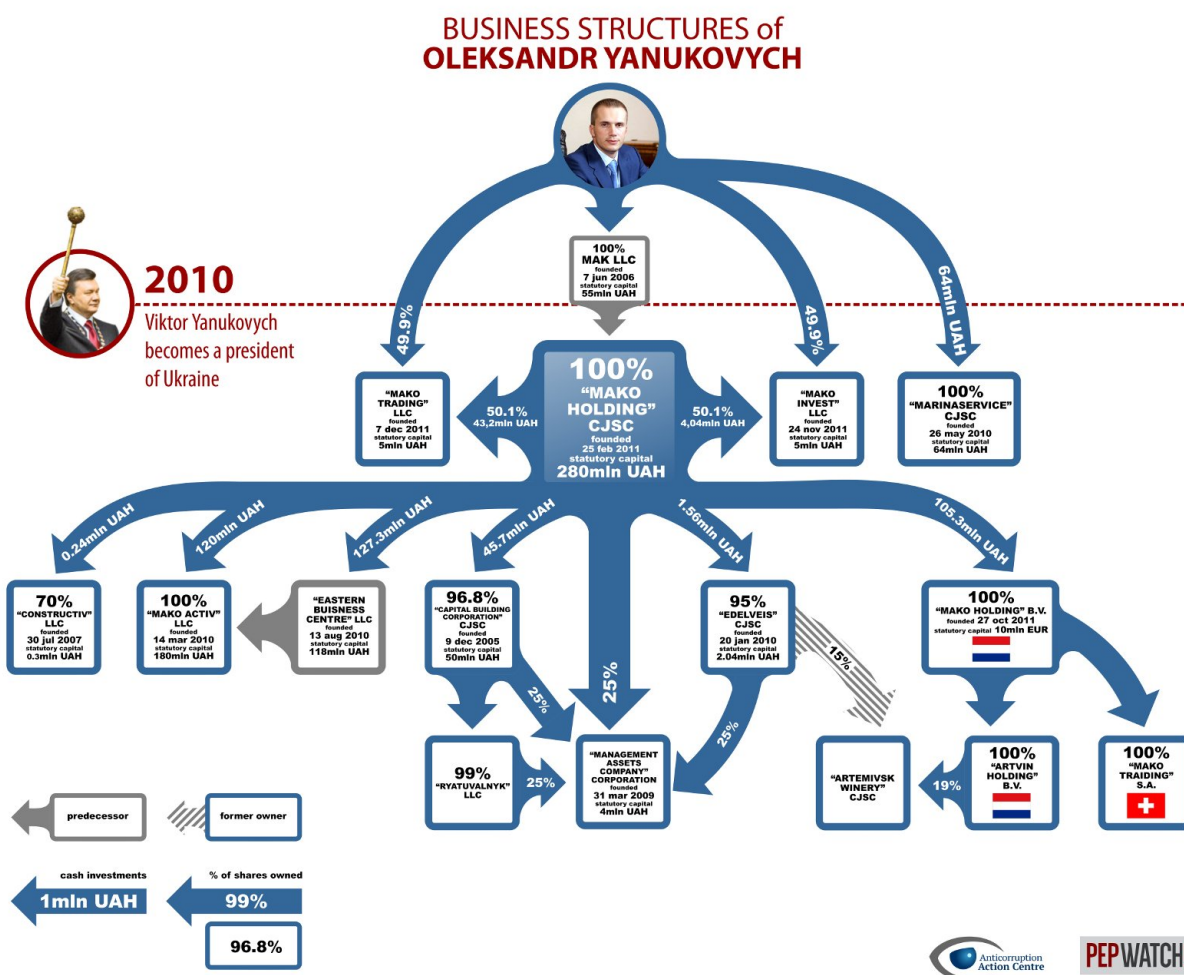 BUSINESS STRUCTURES of
OLEKSANDR YANUKOVYCH
2010
Viktor Yanukovych
becomes a president
of Ukraine
100%
MAK LLC
founded
7 jun 2006
statutory capital
55mln UAH
49.9%
49.9%
64mln UAH
"MAKO
TRADING"
LLC
founded
7 dec 2011
statutory capital
5mln UAH
50.1%
43,2mln UAH
100%
"MAKO
HOLDING"
CJSC
founded
25 feb 2011
statutory capital
280mln UAH
50.1%
4,04mln UAH
"MAKO
INVEST"
LLC
founded
24 nov 2011
statutory capital
5mln UAH
100%
"MARINASERVICE"
CJSC
founded
26 may 2010
statutory capital
64mln UAH
0.24mln UAH
120mln UAH
127.3mln UAH
45.7mln UAH
1.56mln UAH
105.3mln UAH
70%
"CONSTRUCTIV"
LLC
founded
30 jul 2007
statutory capital
0.3mln UAH
100%
"MAKO ACTIV"
LLC
founded
14 mar 2010
statutory capital
180mln UAH
"EASTERN
BUISNESS
CENTRE" LLC
founded
13 aug 2010
statutory capital
118mln UAH
96.8%
"CAPITAL BUILDING
CORPORATION"
CJSC
founded
9 dec 2005
statutory capital
50mln UAH
25%
95%
"EDELVEIS"
CJSC
founded
20 jan 2010
statutory capital
2.04mln UAH
15%
100%
"MAKO HOLDING" B.V.
founded 27 oct 2011
statutory capital 10mln EUR
25%
25%
99%
"RYATUVALNYK"
LLC
25%
"MANAGEMENT
ASSETS
COMPANY"
CORPORATION
founded
31 mar 2009
statutory capital
4mln UAH
"ARTEMIVSK
WINERY"
CJSC
19%
100%
"ARTVIN
HOLDING"
B.V.
100%
"MAKO
TRAIDING"
S.A.
predecessor
former owner
cash investments
1mln UAH
% of shares owned
99%
96.8%
Anticorruption
Action Centre
PEPWATCH